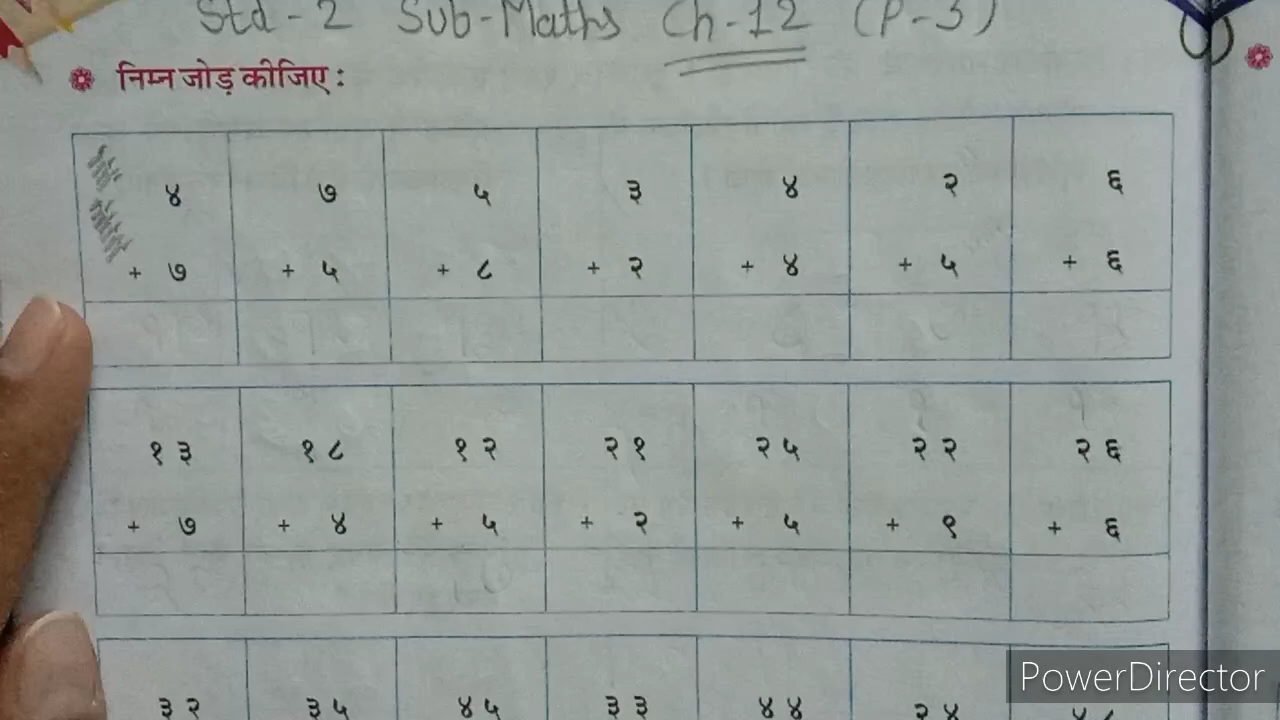 Std-2 Sub-Maths Ch-12 (P-3)
निम्न जोड़ कीजिए :
४ ७ ५ ३ ४ २ ६
+ ७ + ५ + ८ + २ + ४ + ५ + ६
१३ १८ १२ २१ २५ २२ २६
+ ७ + ४ + ५ + २ + ५ + ९ + ६
३२ ३५ ४५ ३३ ४४ २४
PowerDirector